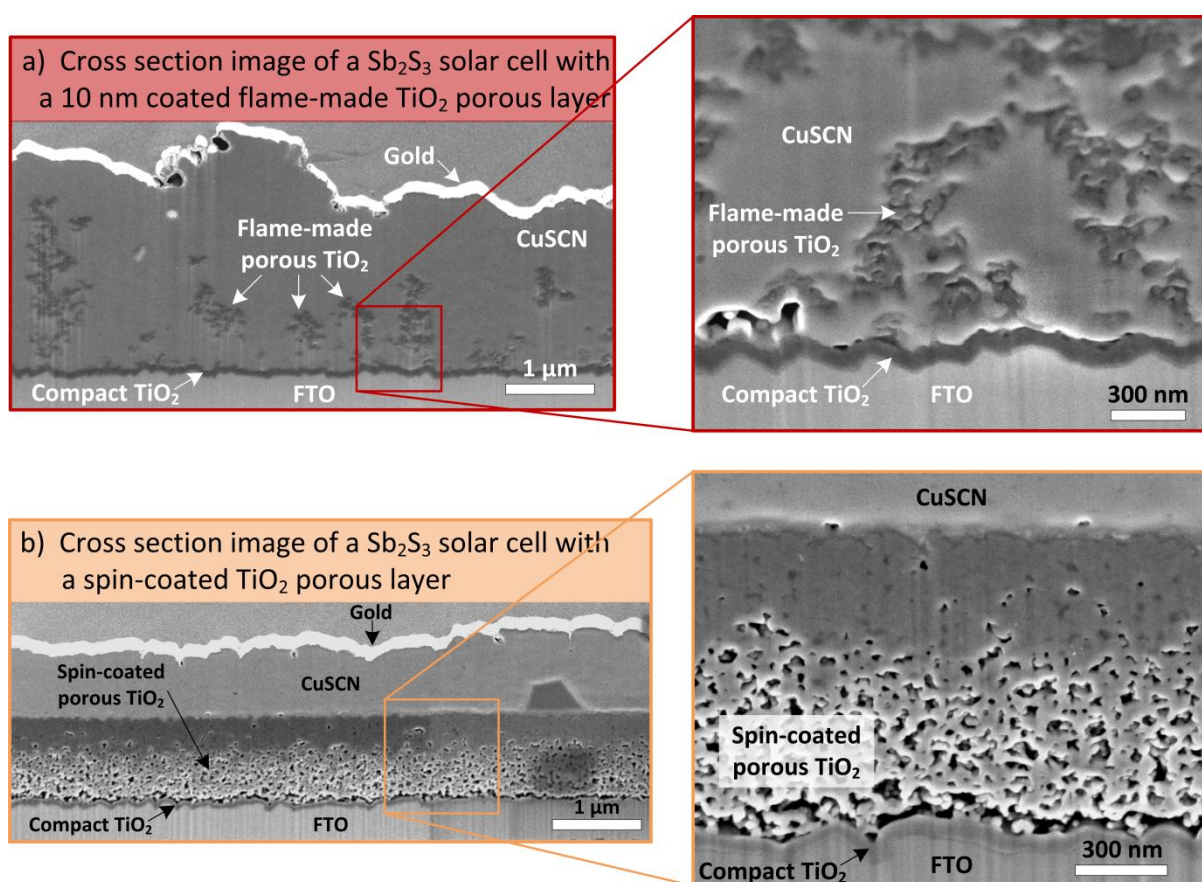 a) Cross section image of a Sb₂S₃ solar cell with
a 10 nm coated flame-made TiO₂ porous layer
Gold
CuSCN
Flame-made
porous TiO₂
Compact TiO₂
FTO
1 µm
CuSCN
Flame-made
porous TiO₂
Compact TiO₂
FTO
300 nm
b) Cross section image of a Sb₂S₃ solar cell with
a spin-coated TiO₂ porous layer
Gold
Spin-coated
porous TiO₂
CuSCN
Compact TiO₂
FTO
1 µm
CuSCN
Spin-coated
porous TiO₂
Compact TiO₂
FTO
300 nm